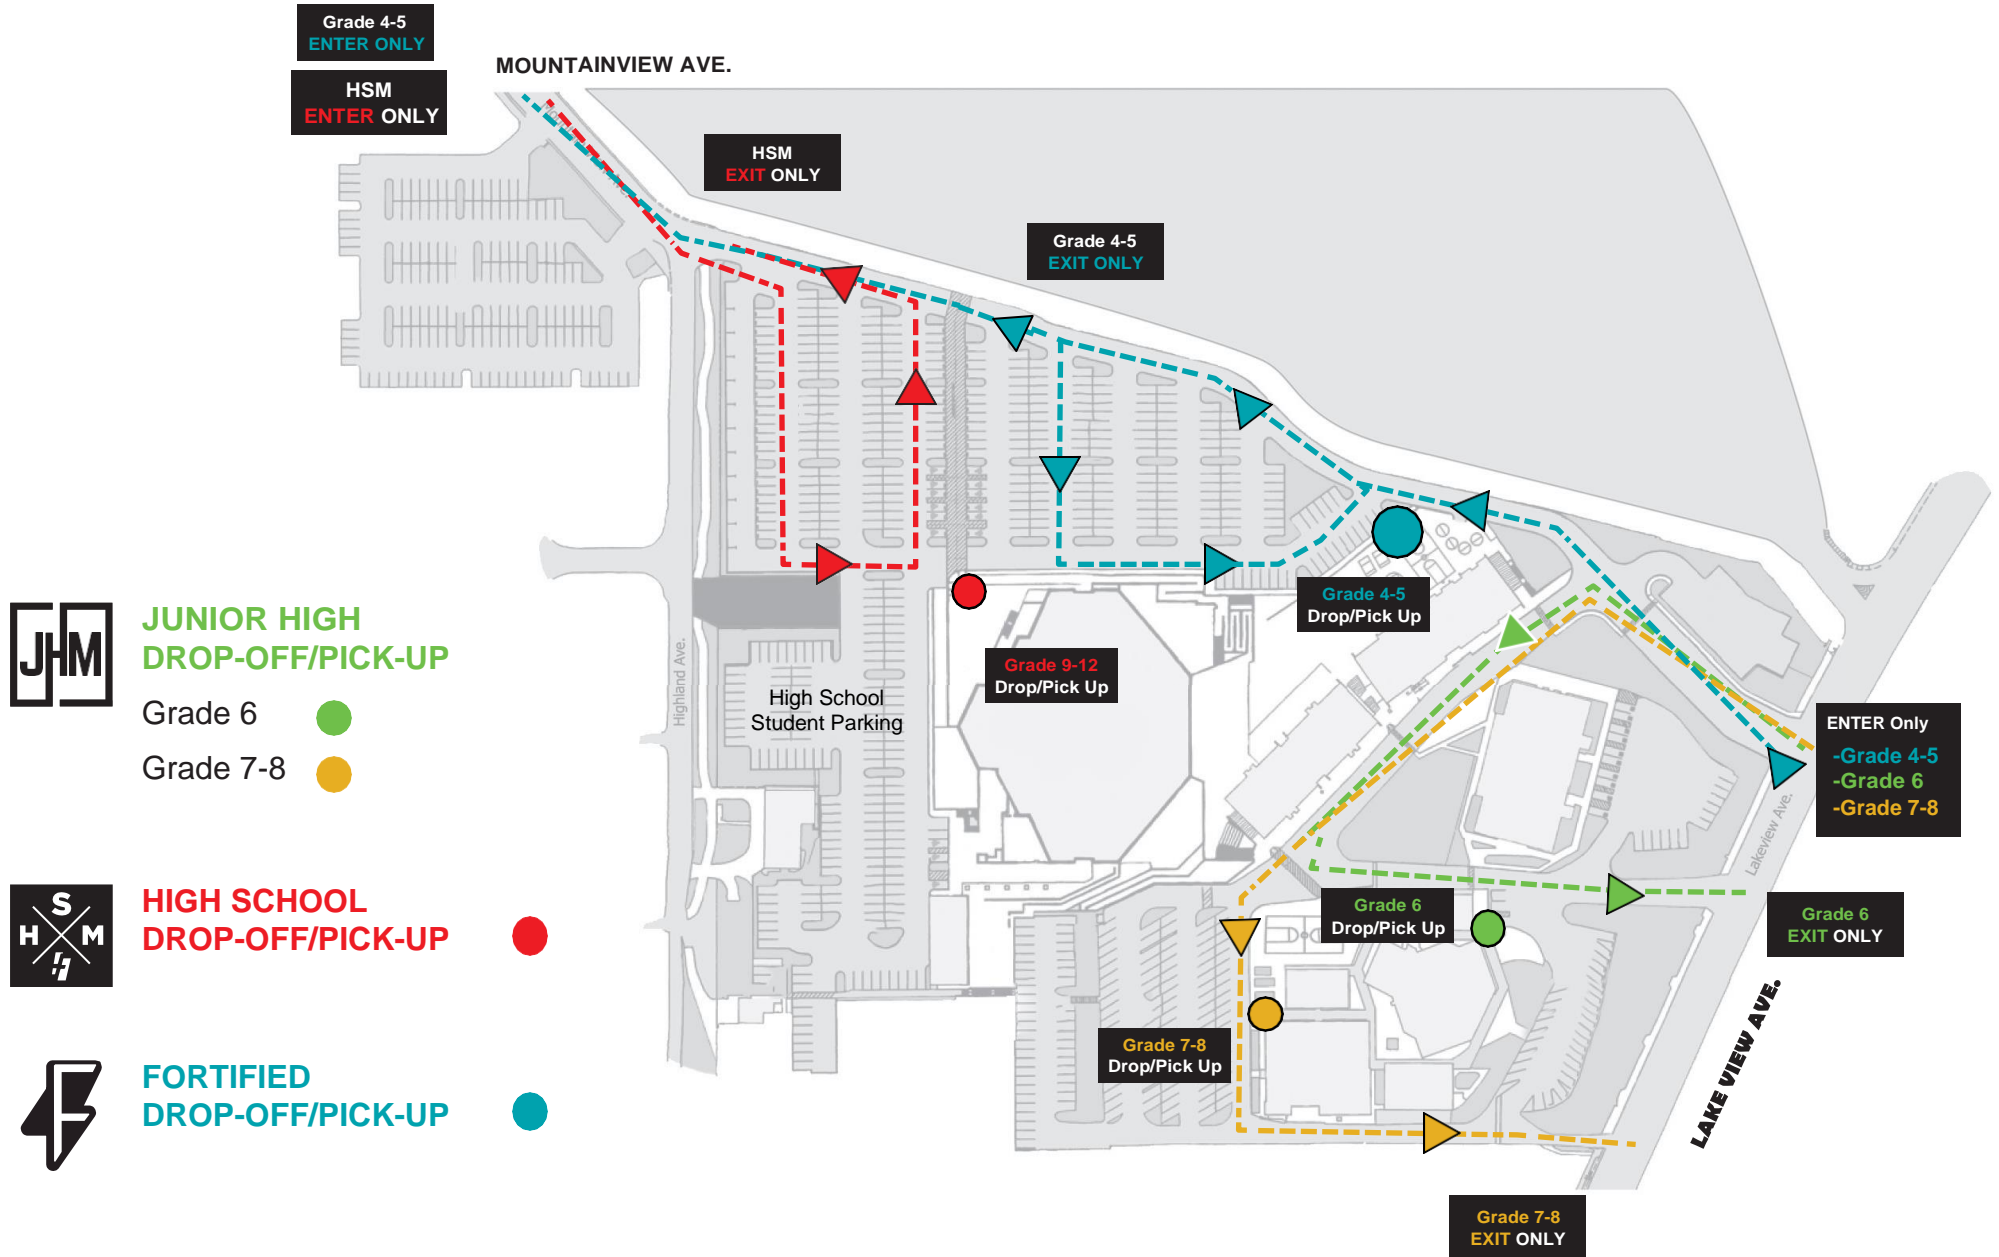 Grade 4-5
ENTER ONLY
HSM
ENTER ONLY
MOUNTAINVIEW AVE.
HSM
EXIT ONLY
Grade 4-5
EXIT ONLY
Grade 4-5
Drop/Pick Up
Grade 9-12
Drop/Pick Up
High School
Student Parking
Highland Ave.
JHM
JUNIOR HIGH
DROP-OFF/PICK-UP
Grade 6
Grade 7-8
ENTER Only
-Grade 4-5
-Grade 6
-Grade 7-8
Lakeview Ave.
Grade 6
Drop/Pick Up
Grade 6
EXIT ONLY
S
H M
HIGH SCHOOL
DROP-OFF/PICK-UP
LAKE VIEW AVE.
Grade 7-8
Drop/Pick Up
F
FORTIFIED
DROP-OFF/PICK-UP
Grade 7-8
EXIT ONLY